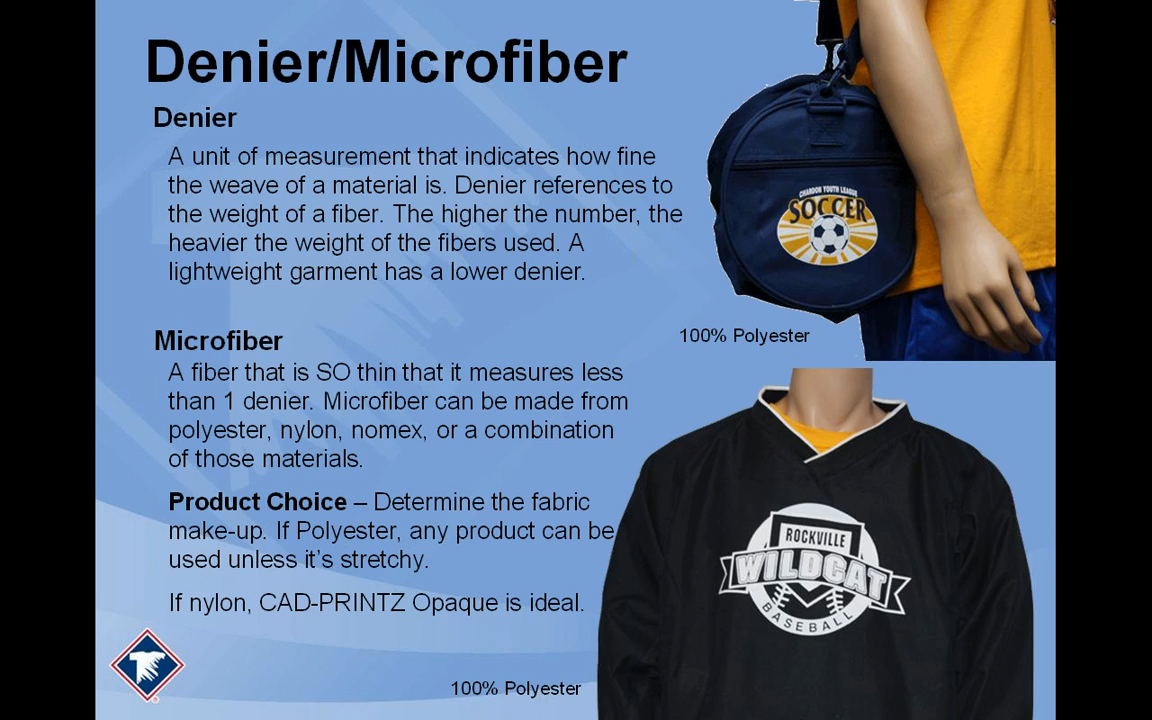 Denier/Microfiber
Denier
A unit of measurement that indicates how fine
the weave of a material is. Denier references to
the weight of a fiber. The higher the number, the
heavier the weight of the fibers used. A
lightweight garment has a lower denier.
CHARDON YOUTH LEAGUE
SOCCER
100% Polyester
Microfiber
A fiber that is SO thin that it measures less
than 1 denier. Microfiber can be made from
polyester, nylon, nomex, or a combination
of those materials.
Product Choice – Determine the fabric
make-up. If Polyester, any product can be
used unless it's stretchy.
If nylon, CAD-PRINTZ Opaque is ideal.
ROCKVILLE
WILDCAT
BASEBALL
100% Polyester